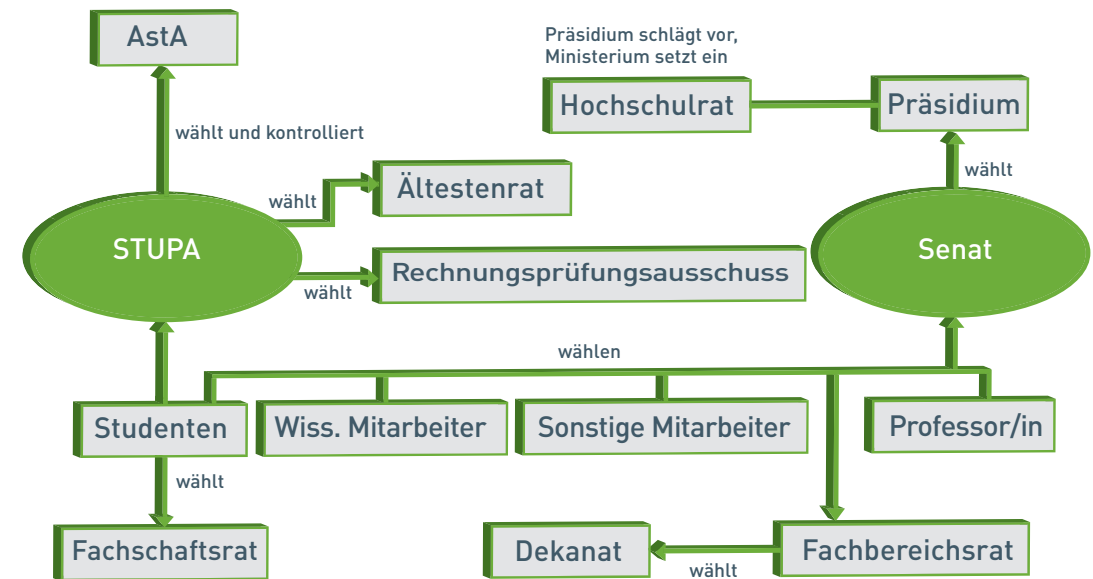 AstA
Präsidium schlägt vor,
Ministerium setzt ein
Hochschulrat
Präsidium
wählt und kontrolliert
wählt
Ältestenrat
wählt
STUPA
Senat
Rechnungsprüfungsausschuss
wählt
wählen
Studenten
Wiss. Mitarbeiter
Sonstige Mitarbeiter
Professor/in
wählt
Fachschaftsrat
Dekanat
wählt
Fachbereichsrat